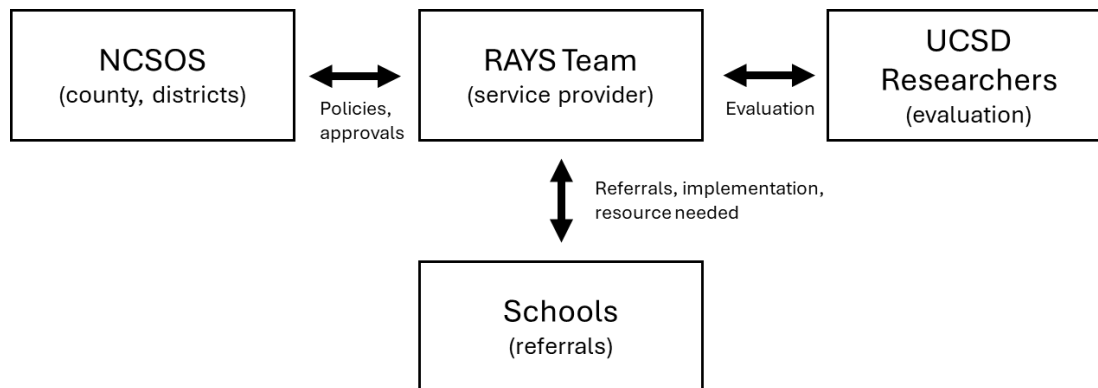 NCSOS
(county, districts)
Policies,
approvals
RAYS Team
(service provider)
Evaluation
UCSD
Researchers
(evaluation)
Referrals, implementation,
resource needed
Schools
(referrals)